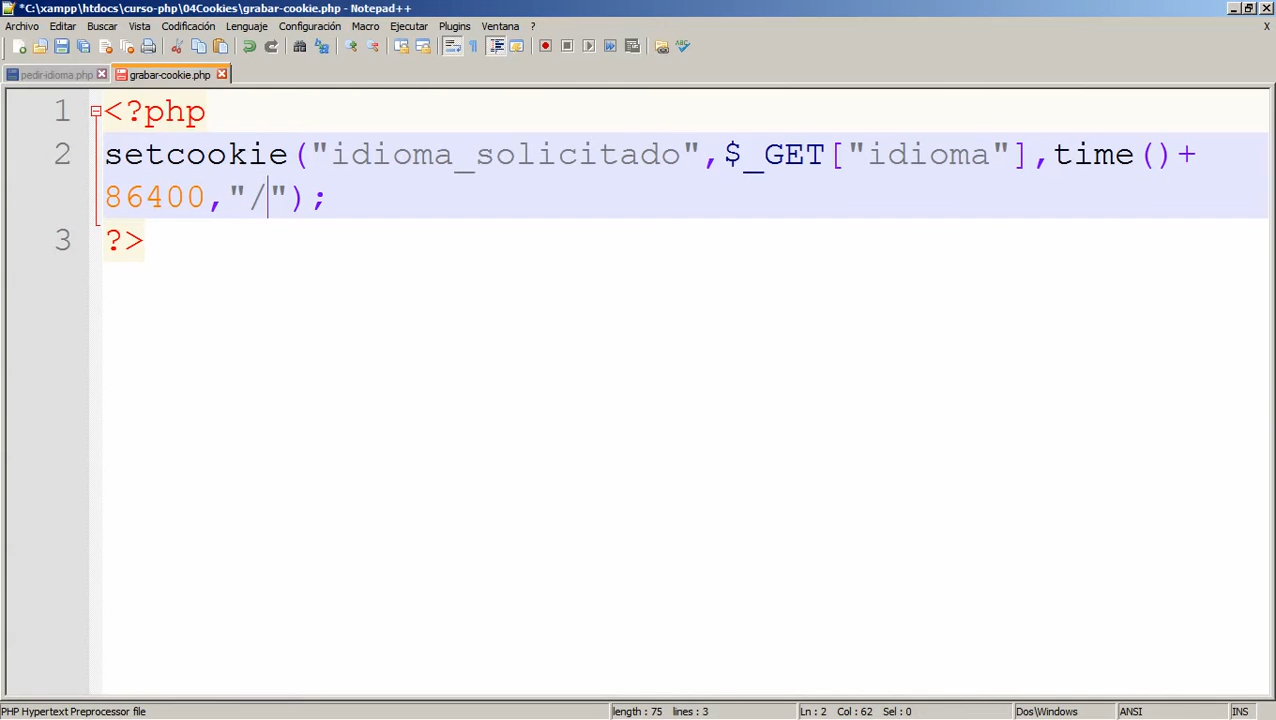 *C:\xampp\htdocs\curso-php\04Cookies\grabar-cookie.php - Notepad++
Archivo Editar Buscar Vista Codificación Lenguaje Configuración Macro Ejecutar Plugins Ventana ? X
pedir-idioma.php grabar-cookie.php
1 <?php
2 setcookie("idioma_solicitado",$_GET["idioma"],time()+
86400,"/");
3 ?>
PHP Hypertext Preprocessor file length : 75 lines : 3 Ln : 2 Col : 62 Sel : 0 Dos\Windows ANSI INS